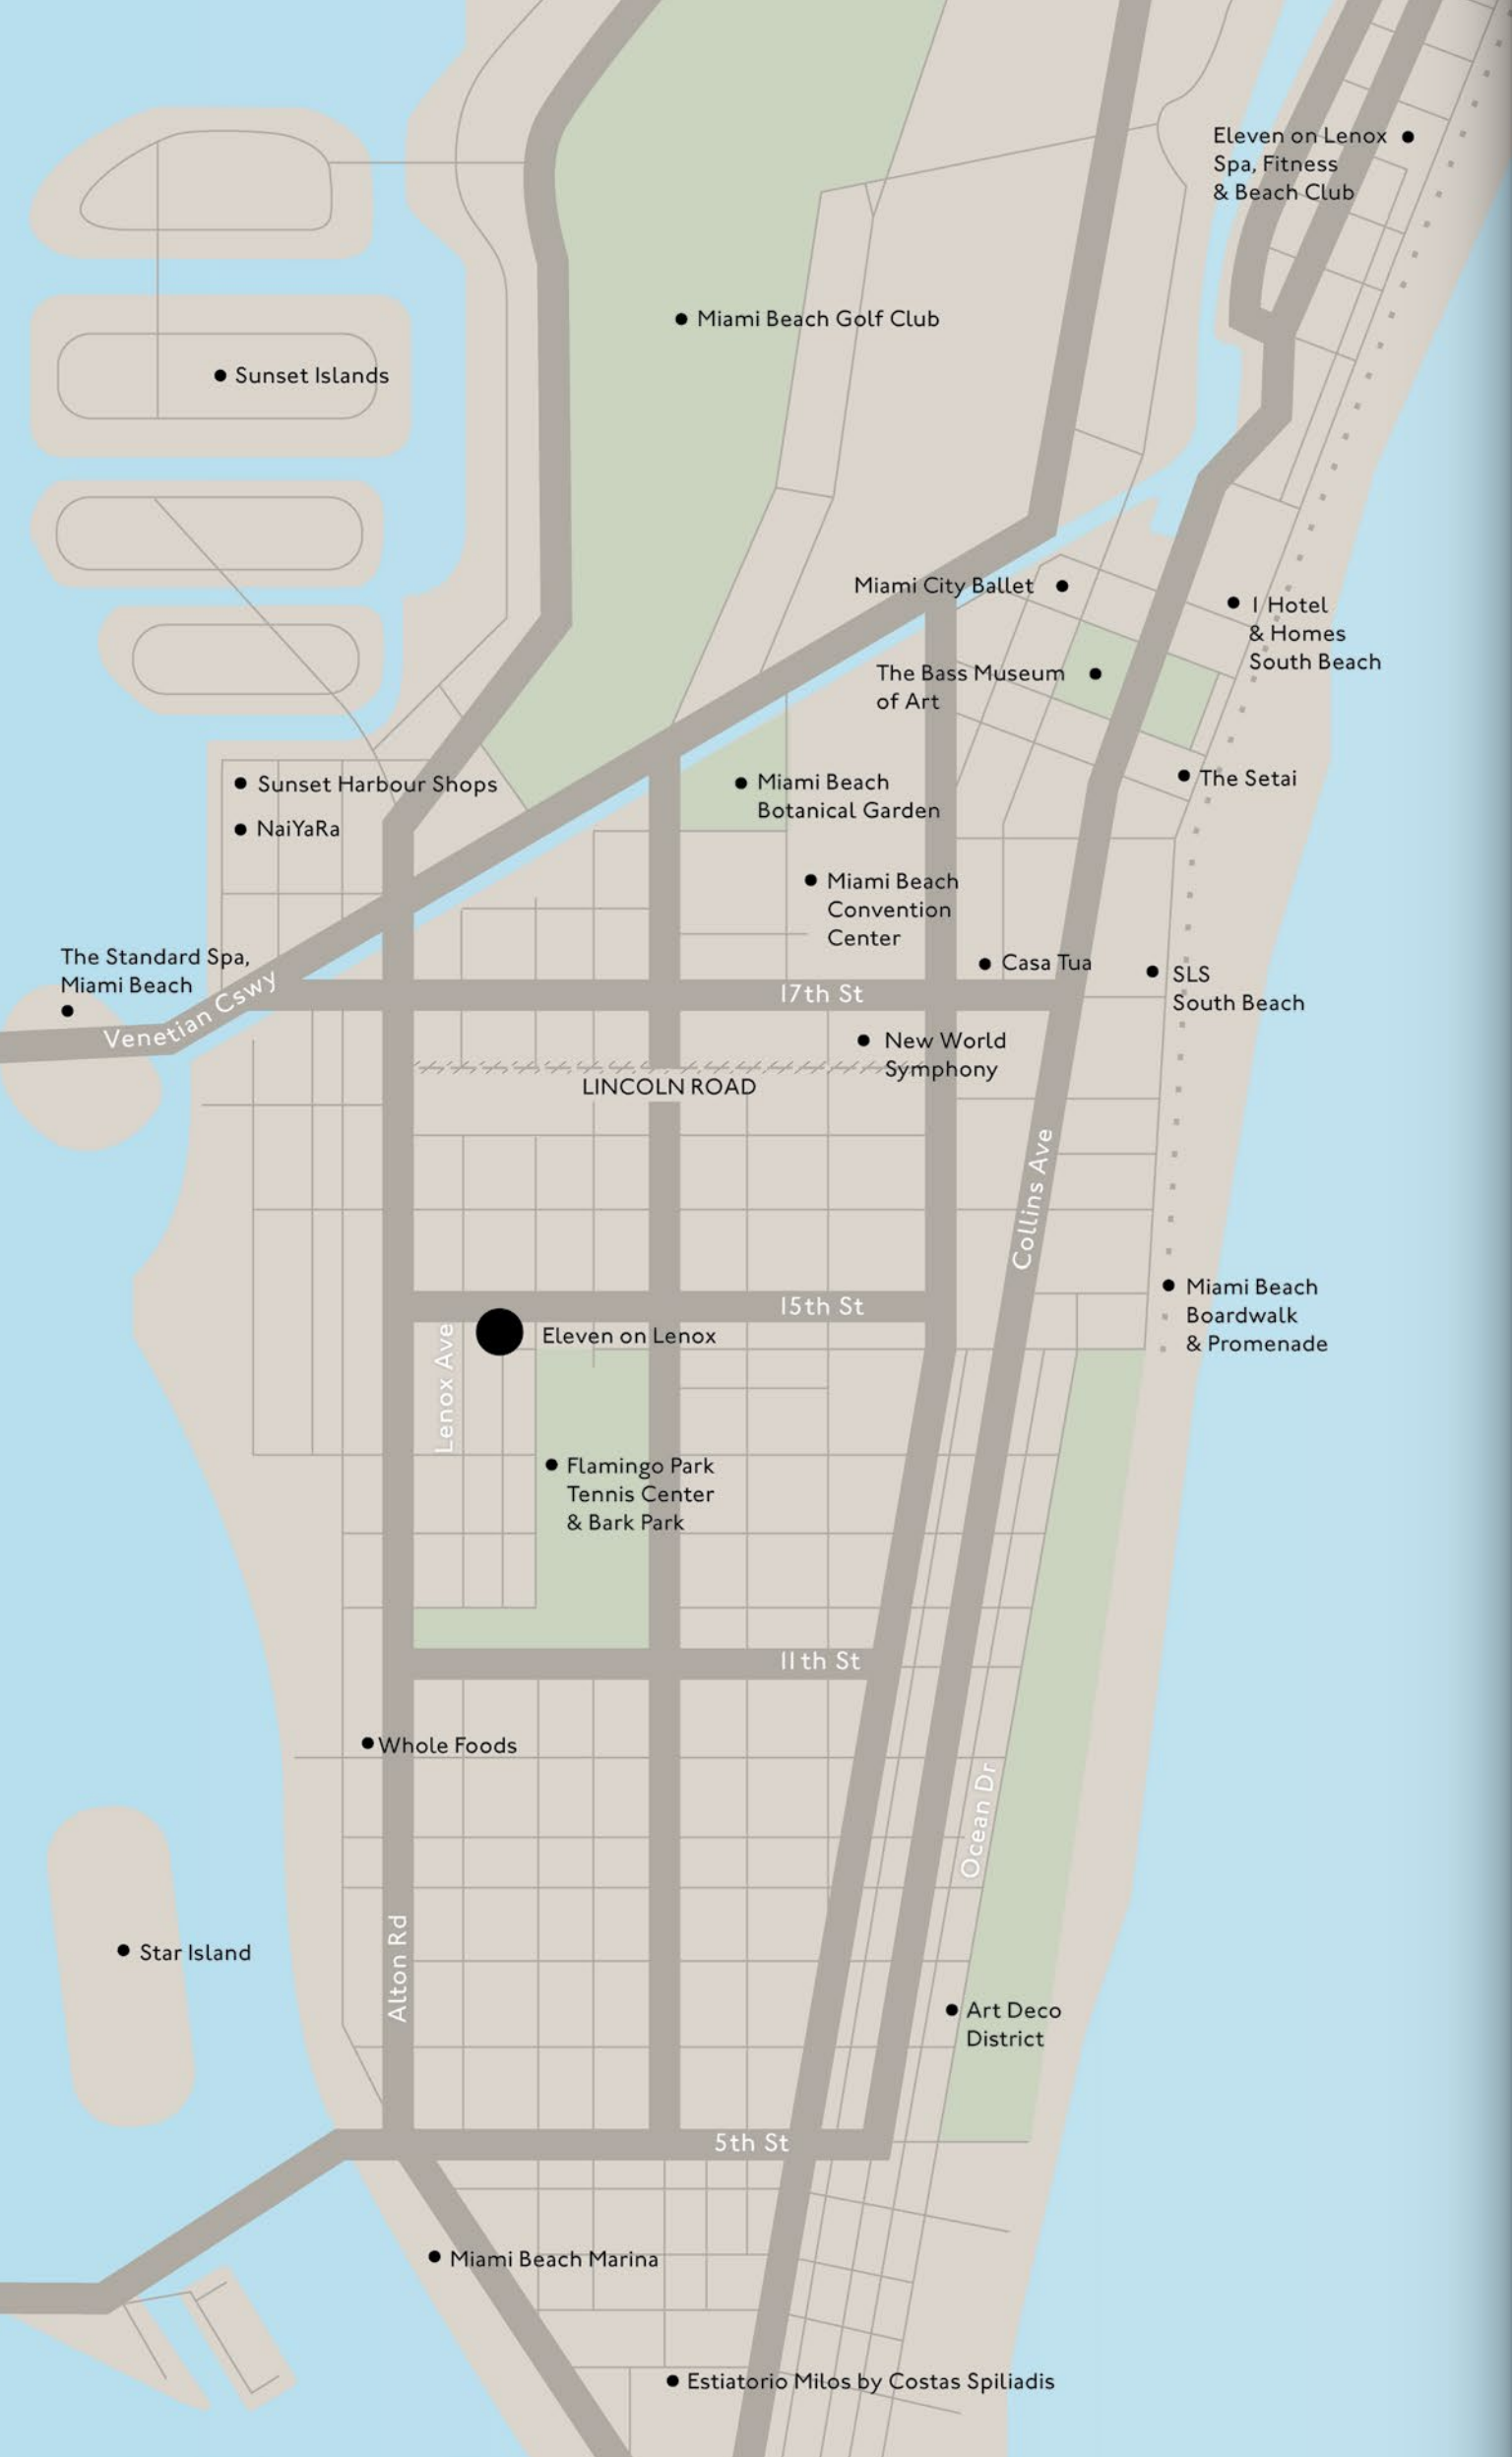 Eleven on Lenox
Spa, Fitness
& Beach Club
Miami Beach Golf Club
Sunset Islands
Miami City Ballet
1 Hotel
& Homes
South Beach
The Bass Museum
of Art
Sunset Harbour Shops
NaiYaRa
Miami Beach
Botanical Garden
The Setai
Miami Beach
Convention
Center
The Standard Spa,
Miami Beach
Venetian Cswy
Casa Tua
SLS
South Beach
17th St
New World
Symphony
LINCOLN ROAD
Collins Ave
Miami Beach
Boardwalk
& Promenade
15th St
Eleven on Lenox
Lenox Ave
Flamingo Park
Tennis Center
& Bark Park
11th St
Whole Foods
Ocean Dr
Alton Rd
Star Island
Art Deco
District
5th St
Miami Beach Marina
Estiatorio Milos by Costas Spiliadis